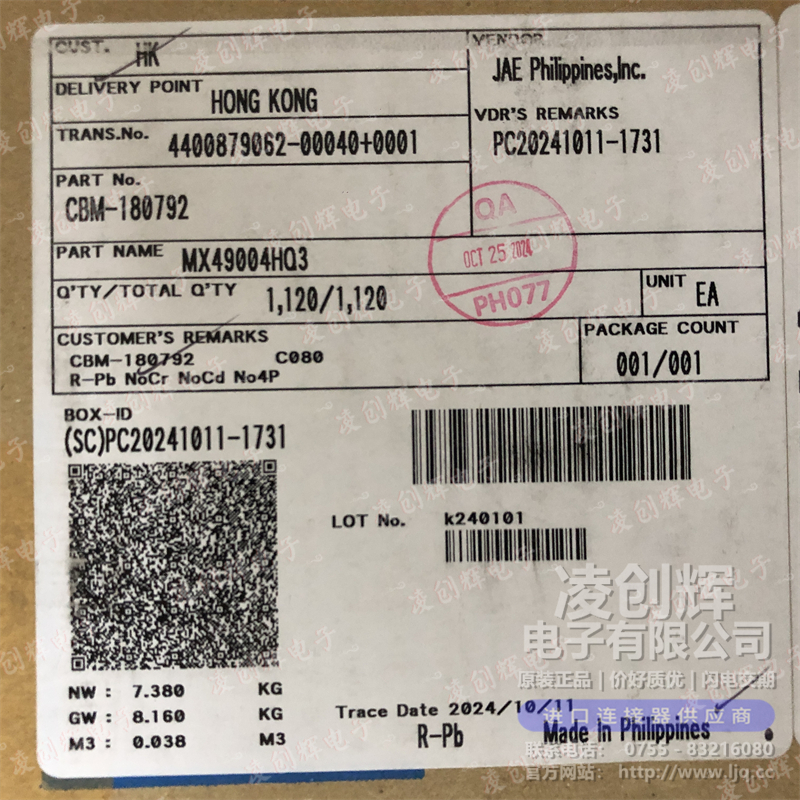 CUST. HK
VENDOR
JAE Philippines,Inc.
DELIVERY POINT HONG KONG
VDR'S REMARKS
PC20241011-1731
TRANS.No. 4400879062-00040+0001
PART No.
CBM-180792
PART NAME MX49004HQ3
QA
OCT 25 2024
PH077
Q'TY/TOTAL Q'TY 1,120/1,120
UNIT EA
CUSTOMER'S REMARKS
CBM-180792 C080
R-Pb NoCr NoCd No4P
PACKAGE COUNT
001/001
BOX-ID
(SC)PC20241011-1731
LOT No. k240101
NW : 7.380 KG
GW : 8.160 KG
M3 : 0.038 M3
Trace Date 2024/10/11
R-Pb Made in Philippines
凌创辉
电子有限公司
原装正品 | 价好质优 | 闪电交期
进口连接器供应商
联系电话: 0755-83216080
官方网站: http://www.ljq.cc
凌创辉电子